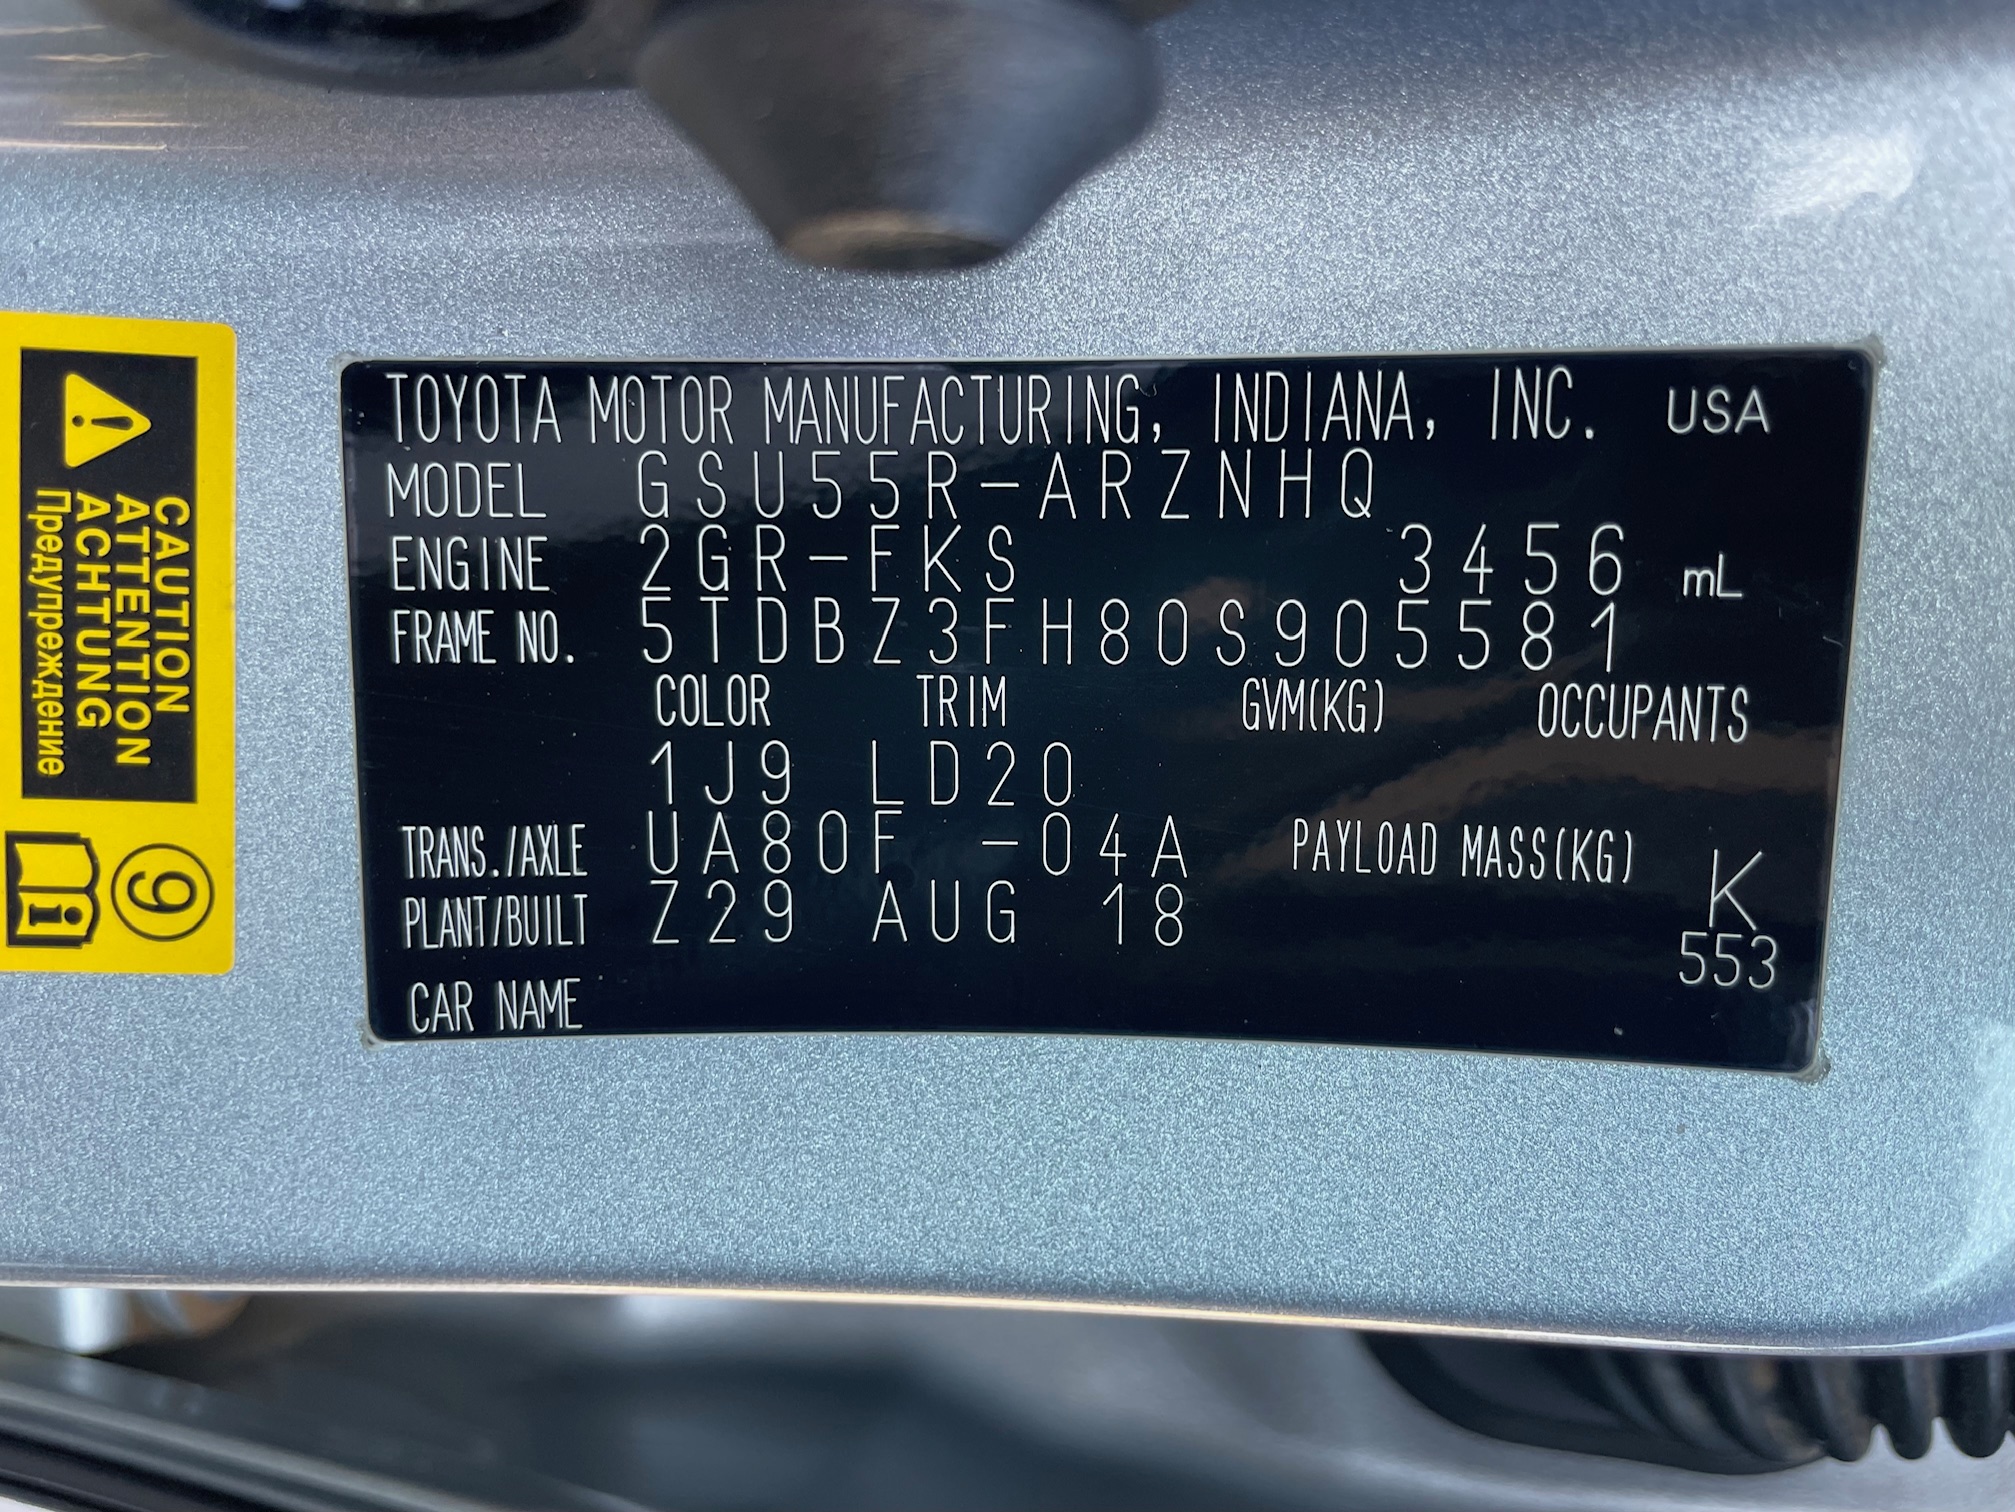 TOYOTA MOTOR MANUFACTURING, INDIANA, INC. USA
MODEL GSU55R-ARZNHQ
ENGINE 2GR-FKS 3456 mL
FRAME NO. 5TDBZ3FH80S905581
COLOR TRIM GVM(KG) OCCUPANTS
1J9 LD20
TRANS./AXLE UA80F -04A PAYLOAD MASS(KG) K
PLANT/BUILT Z29 AUG 18
553
CAR NAME
CAUTION
ATTENTION
ACHTUNG
Предупреждение
9
i